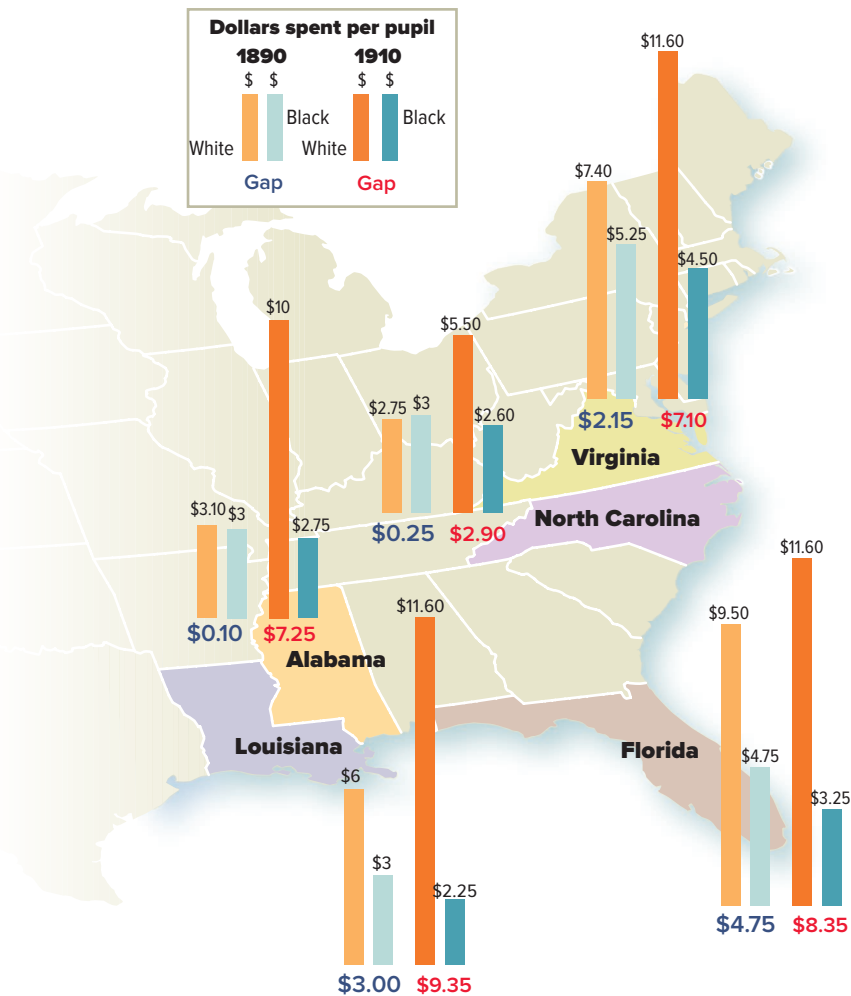 Dollars spent per pupil
1890 1910
$ $ $ $
Black Black
White White
Gap Gap
$11.60
$7.40
$5.25
$4.50
$2.15 $7.10
Virginia
$10
$5.50
$2.75 $3
$2.60
$0.25 $2.90
North Carolina
$3.10 $3
$2.75
$0.10 $7.25
Alabama
$11.60
$9.50
$11.60
$4.75
$3.25
$4.75 $8.35
Florida
Louisiana
$6
$3
$2.25
$3.00 $9.35